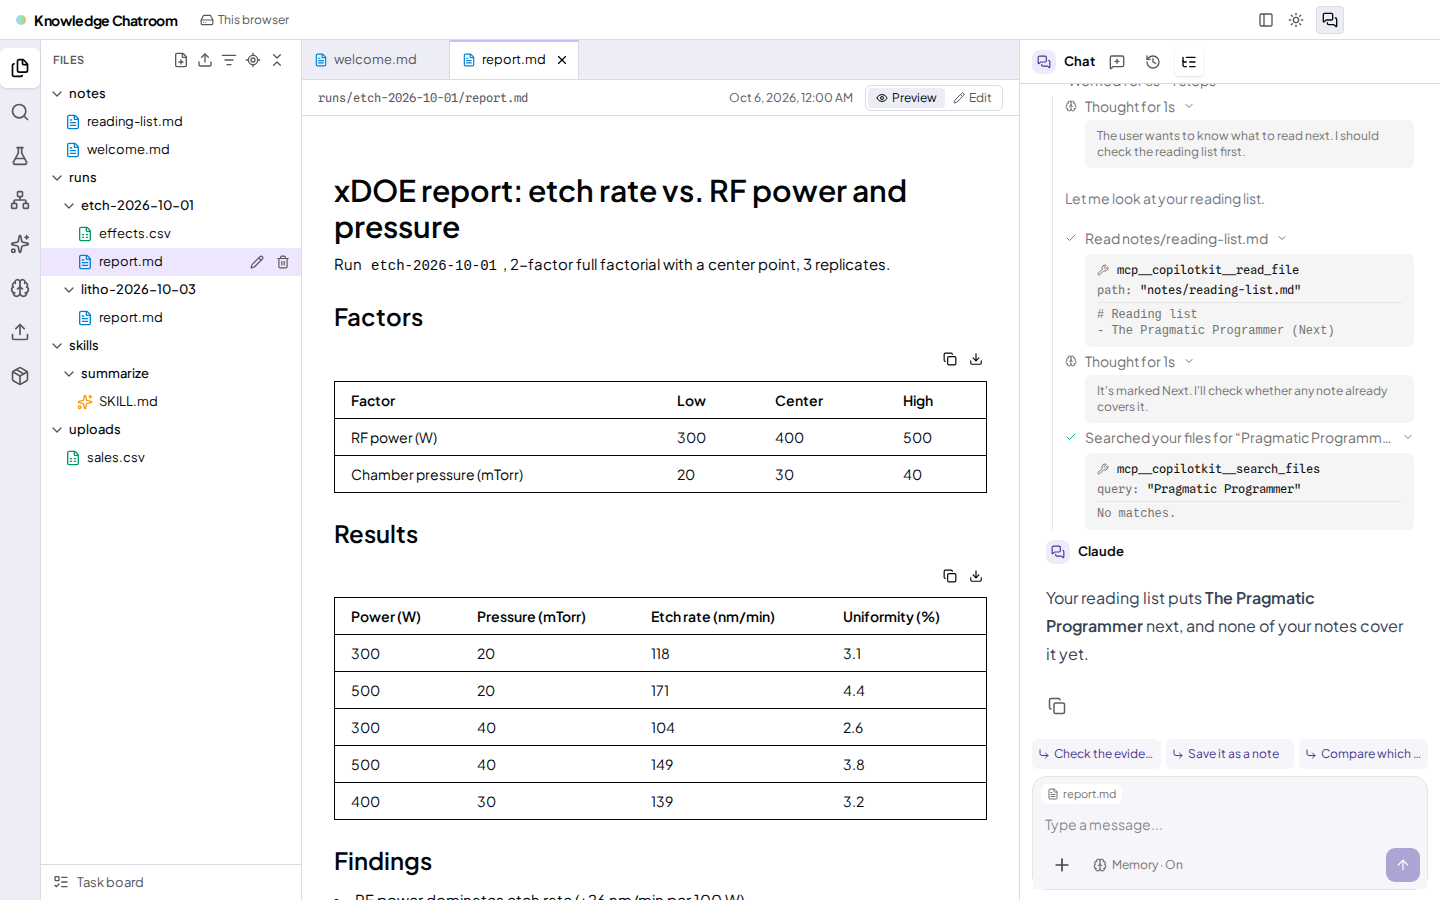 Knowledge Chatroom
This browser
FILES
notes
reading-list.md
welcome.md
runs
etch-2026-10-01
effects.csv
report.md
litho-2026-10-03
report.md
skills
summarize
SKILL.md
uploads
sales.csv
Task board
welcome.md
report.md
runs/etch-2026-10-01/report.md
Oct 6, 2026, 12:00 AM
Preview
Edit
xDOE report: etch rate vs. RF power and
pressure
Run etch-2026-10-01 , 2-factor full factorial with a center point, 3 replicates.
Factors
Factor Low Center High
RF power (W) 300 400 500
Chamber pressure (mTorr) 20 30 40
Results
Power (W) Pressure (mTorr) Etch rate (nm/min) Uniformity (%)
300 20 118 3.1
500 20 171 4.4
300 40 104 2.6
500 40 149 3.8
400 30 139 3.2
Findings
RF power dominates etch rate (+26 nm/min per 100 W)
Chat
Thought for 1s
The user wants to know what to read next. I should
check the reading list first.
Let me look at your reading list.
Read notes/reading-list.md
mcp__copilotkit__read_file
path: "notes/reading-list.md"
# Reading list
- The Pragmatic Programmer (Next)
Thought for 1s
It's marked Next. I'll check whether any note already
covers it.
Searched your files for “Pragmatic Programm...
mcp__copilotkit__search_files
query: "Pragmatic Programmer"
No matches.
Claude
Your reading list puts The Pragmatic
Programmer next, and none of your notes cover
it yet.
Check the evide...
Save it as a note
Compare which ...
report.md
Type a message...
Memory · On